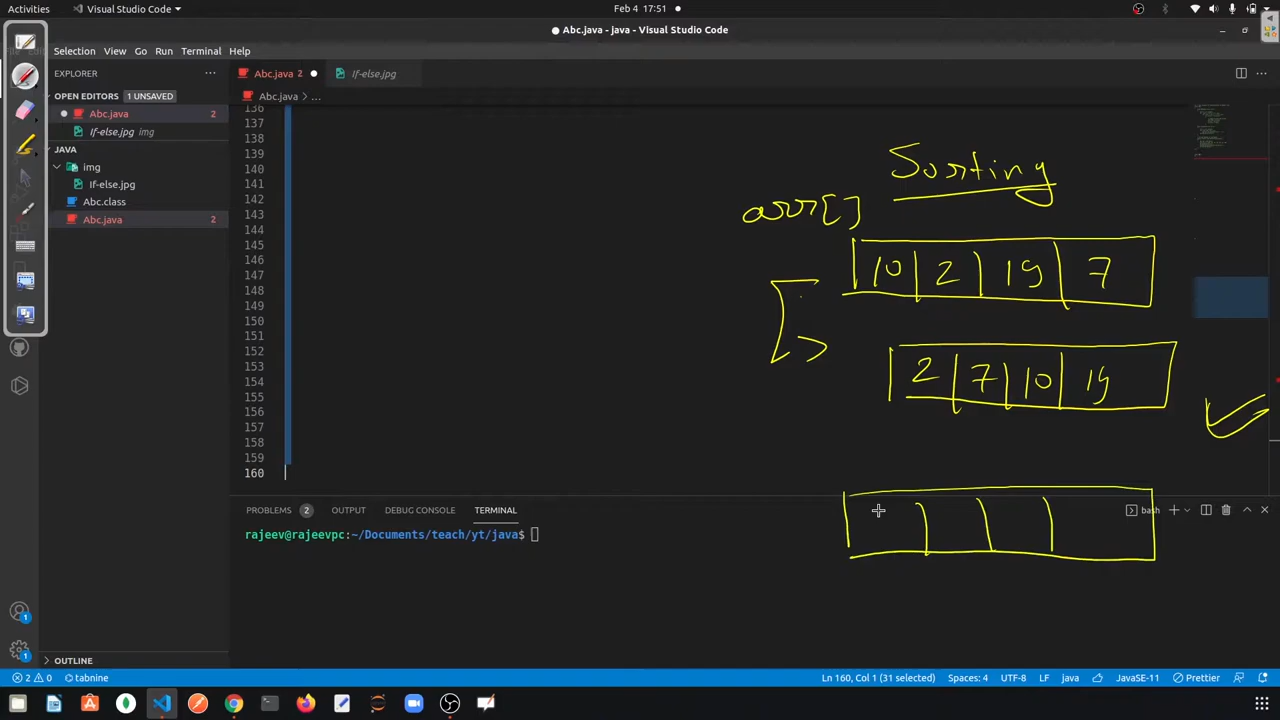 Activities Visual Studio Code Feb 4 17:51
Abc.java - java - Visual Studio Code
Selection View Go Run Terminal Help
EXPLORER
Abc.java 2 If-else.jpg
OPEN EDITORS 1 UNSAVED
Abc.java > ...
Abc.java 2
If-else.jpg img
JAVA
img
If-else.jpg
Abc.class
Abc.java 2
136
137
138
139
140
141
142
143
144
145
146
147
148
149
150
151
152
153
154
155
156
157
158
159
160
Sorting
arr[]
10 2 19 7
2 7 10 19
PROBLEMS 2 OUTPUT DEBUG CONSOLE TERMINAL
bash
rajeev@rajeevpc:~/Documents/teach/yt/java$
OUTLINE
2 0 tabnine Ln 160, Col 1 (31 selected) Spaces: 4 UTF-8 LF java JavaSE-11 Prettier